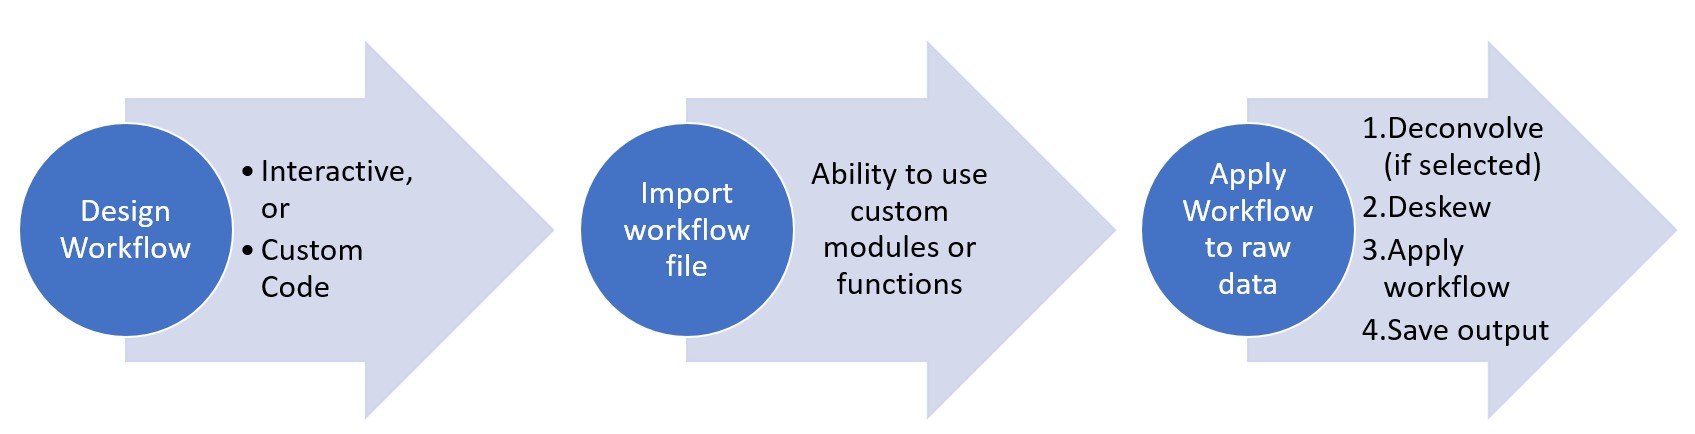 Design
Workflow
• Interactive,
or
• Custom
Code
Import
workflow
file
Ability to use
custom
modules or
functions
Apply
Workflow
to raw
data
1.Deconvolve
(if selected)
2.Deskew
3.Apply
workflow
4.Save output